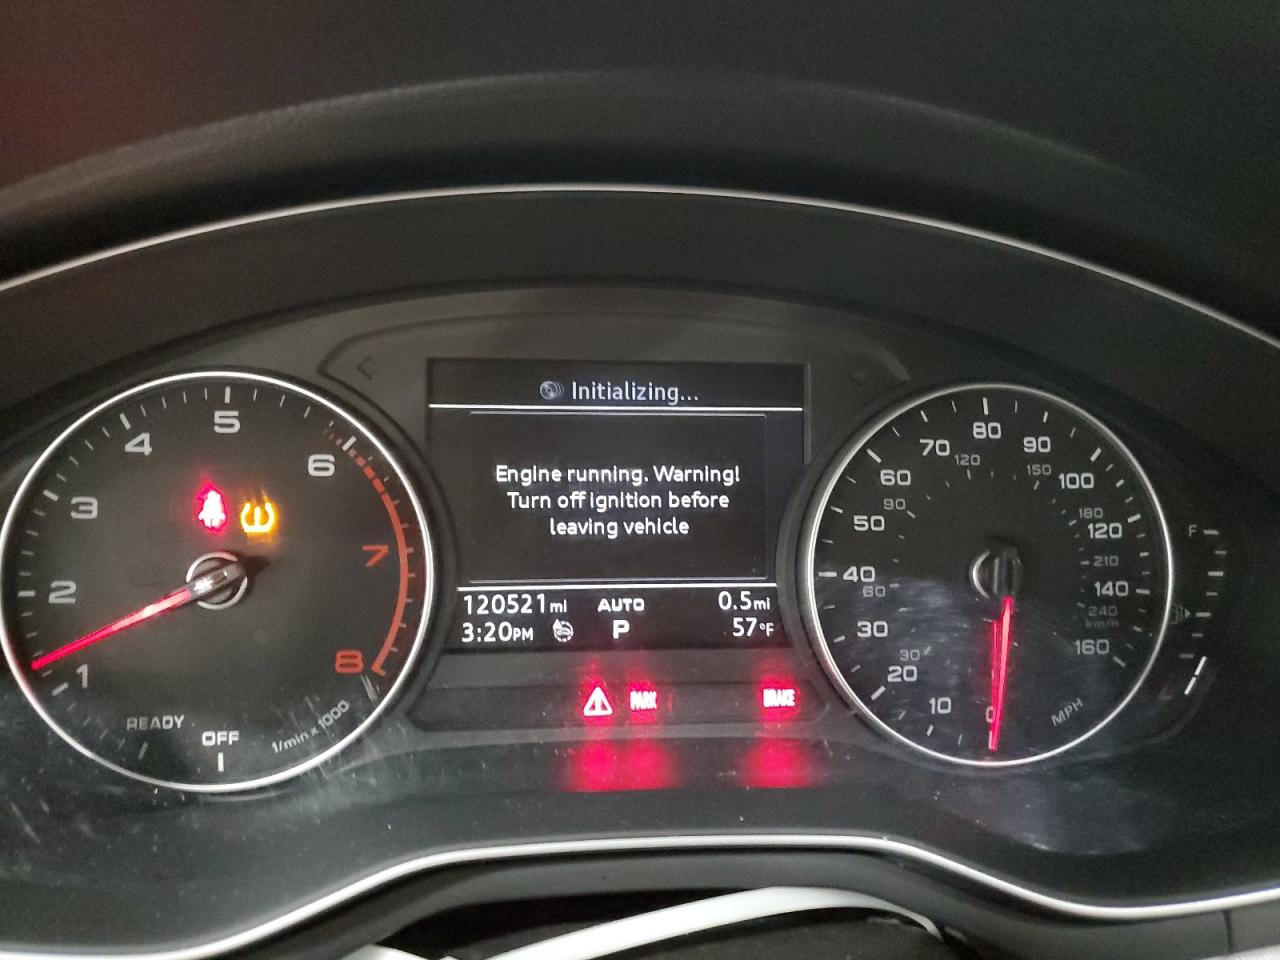 Initializing...
Engine running. Warning!
Turn off ignition before
leaving vehicle
120521mi AUTO 0.5mi
3:20PM P 57°F
PARK BRAKE
1 2 3 4 5 6 7 8
READY
OFF
1/min x 1000
0 10 20 30 40 50 60 70 80 90 100 120 140 160
30 60 90 120 150 180 210 240
km/h
MPH
F